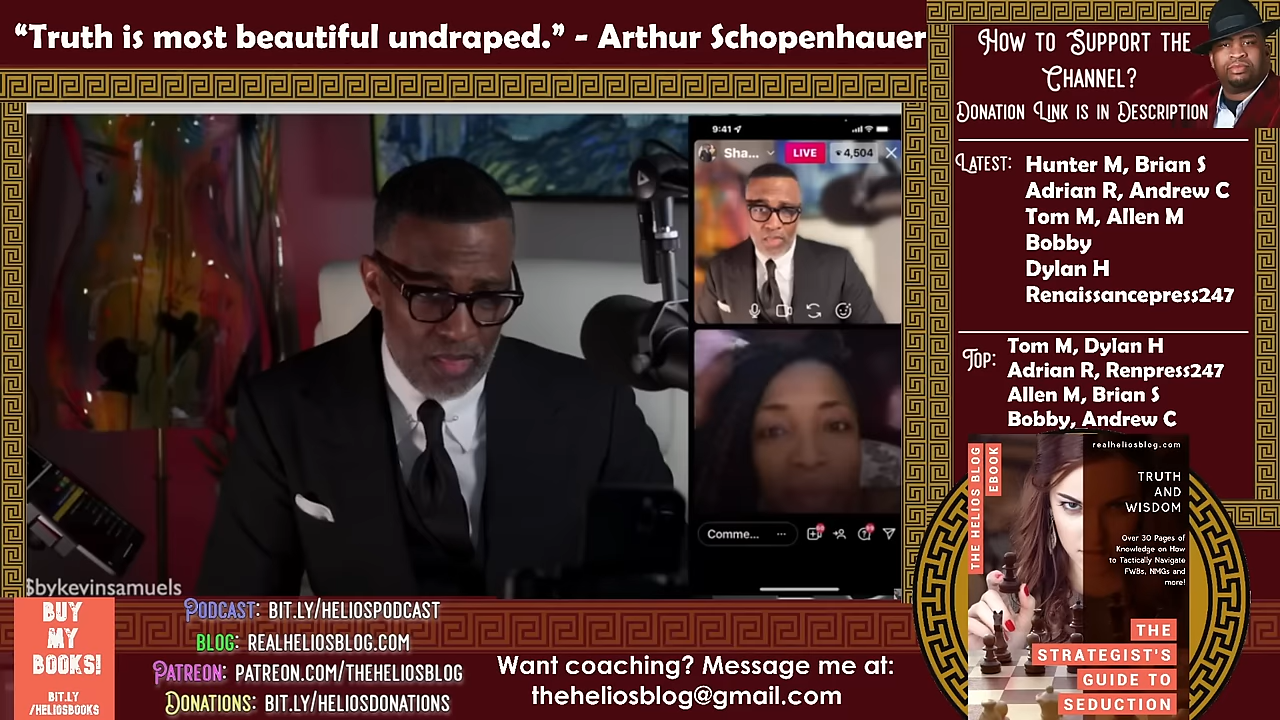 “Truth is most beautiful undraped.” - Arthur Schopenhauer
How to Support the
Channel?
Donation Link is in Description
Latest:
Hunter M, Brian S
Adrian R, Andrew C
Tom M, Allen M
Bobby
Dylan H
Renaissancepress247
Top:
Tom M, Dylan H
Adrian R, Renpress247
Allen M, Brian S
Bobby, Andrew C
9:41
Sha...
LIVE
4,504
Comme...
$bykevinsamuels
BUY
MY
BOOKS!
BIT.LY
/HELIOSBOOKS
Podcast: bit.ly/heliospodcast
Blog: realheliosblog.com
Patreon: patreon.com/theheliosblog
Donations: bit.ly/heliosdonations
Want coaching? Message me at:
theheliosblog@gmail.com
realheliosblog.com
THE HELIOS BLOG
EBOOK
TRUTH
AND
WISDOM
Over 30 Pages of
Knowledge on How
to Tactically Navigate
FWBs, NMGs and
more!
THE
STRATEGIST'S
GUIDE TO
SEDUCTION